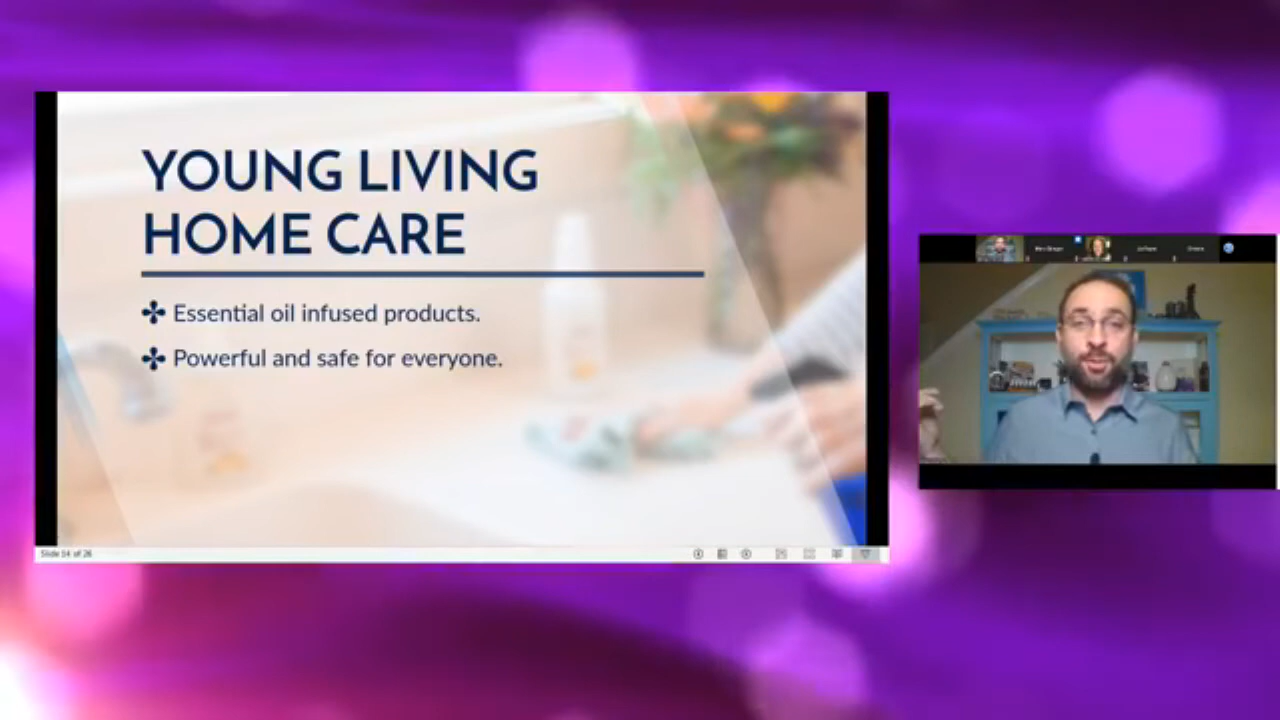 YOUNG LIVING
HOME CARE
✤ Essential oil infused products.
✤ Powerful and safe for everyone.
Slide 14 of 26